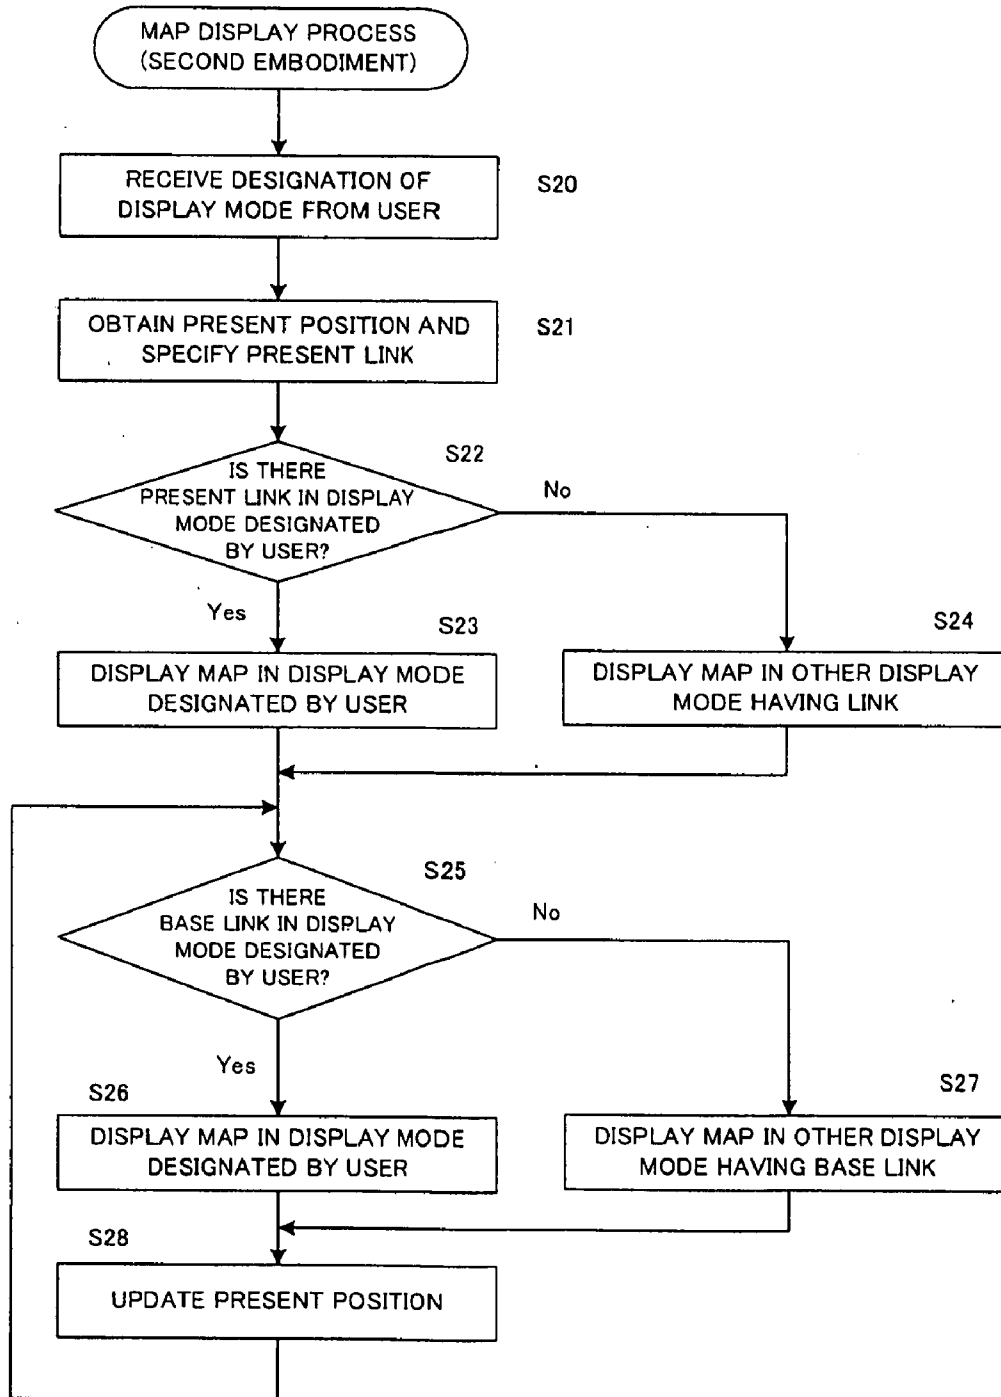 MAP DISPLAY PROCESS
(SECOND EMBODIMENT)
RECEIVE DESIGNATION OF
DISPLAY MODE FROM USER
S20
OBTAIN PRESENT POSITION AND
SPECIFY PRESENT LINK
S21
S22
IS THERE
PRESENT LINK IN DISPLAY
MODE DESIGNATED
BY USER?
No
Yes
S23
DISPLAY MAP IN DISPLAY MODE
DESIGNATED BY USER
S24
DISPLAY MAP IN OTHER DISPLAY
MODE HAVING LINK
S25
IS THERE
BASE LINK IN DISPLAY
MODE DESIGNATED
BY USER?
No
Yes
S26
DISPLAY MAP IN DISPLAY MODE
DESIGNATED BY USER
S27
DISPLAY MAP IN OTHER DISPLAY
MODE HAVING BASE LINK
S28
UPDATE PRESENT POSITION